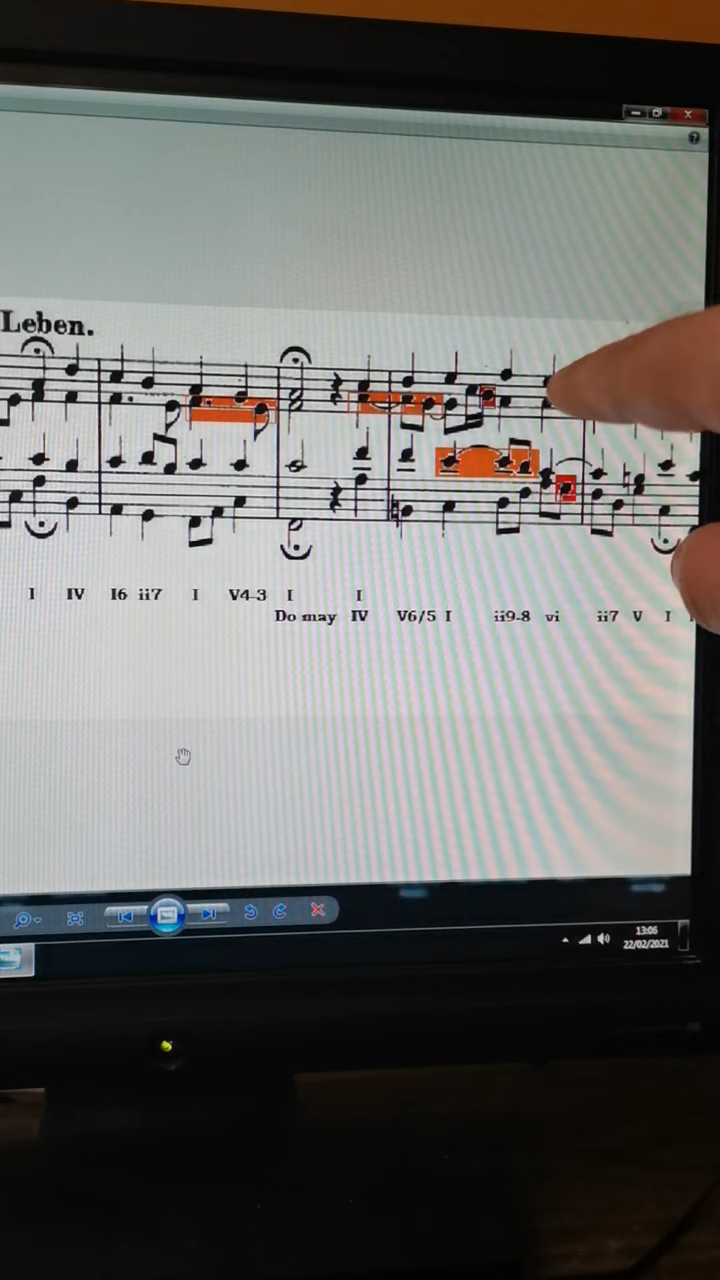 Leben.
I IV I6 ii7 I V4-3 I I
Do may IV V6/5 I ii9-8 vi ii7 V I
13:06
22/02/2021